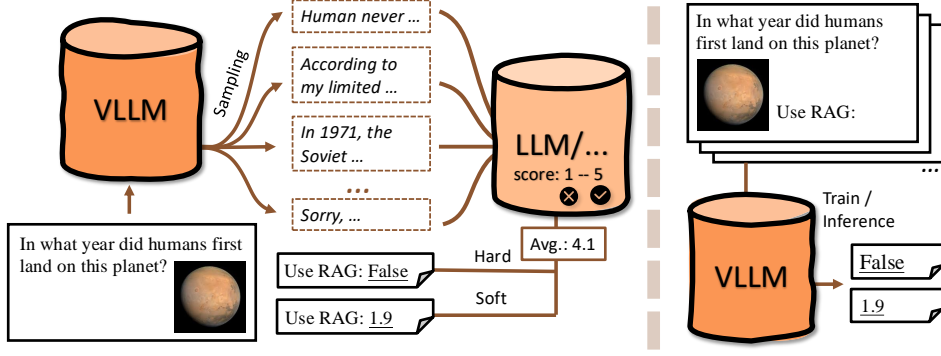 VLLM
Sampling
Human never ...
According to
my limited ...
In 1971, the
Soviet ...
...
Sorry, ...
LLM/...
score: 1 -- 5
Avg.: 4.1
In what year did humans first
land on this planet?
Hard
Use RAG: False
Soft
Use RAG: 1.9
In what year did humans
first land on this planet?
Use RAG:
...
Train /
Inference
VLLM
False
1.9